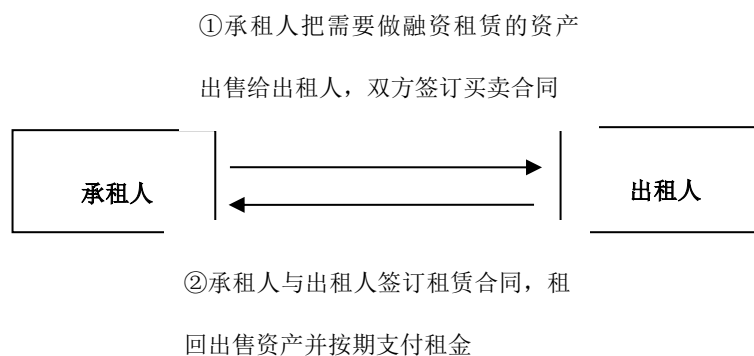 ①承租人把需要做融资租赁的资产
出售给出租人，双方签订买卖合同
承租人
出租人
②承租人与出租人签订租赁合同，租
回出售资产并按期支付租金